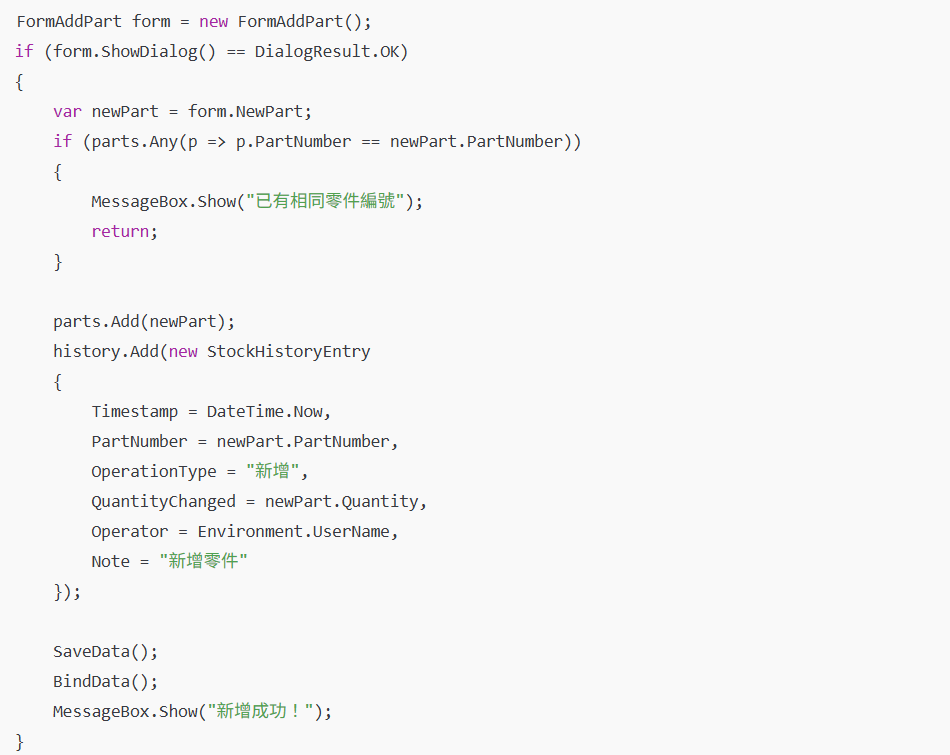 FormAddPart form = new FormAddPart();
if (form.ShowDialog() == DialogResult.OK)
{
    var newPart = form.NewPart;
    if (parts.Any(p => p.PartNumber == newPart.PartNumber))
    {
        MessageBox.Show("已有相同零件編號");
        return;
    }

    parts.Add(newPart);
    history.Add(new StockHistoryEntry
    {
        Timestamp = DateTime.Now,
        PartNumber = newPart.PartNumber,
        OperationType = "新增",
        QuantityChanged = newPart.Quantity,
        Operator = Environment.UserName,
        Note = "新增零件"
    });

    SaveData();
    BindData();
    MessageBox.Show("新增成功！");
}